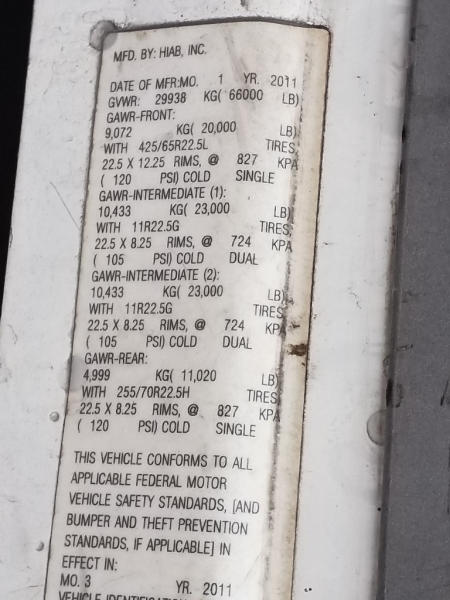 MFD. BY: HIAB, INC.
DATE OF MFR:MO. 1 YR. 2011
GVWR: 29938 KG( 66000 LB)
GAWR-FRONT:
9,072 KG( 20,000 LB)
WITH 425/65R22.5L TIRES,
22.5 X 12.25 RIMS, @ 827 KPA
( 120 PSI) COLD SINGLE
GAWR-INTERMEDIATE (1):
10,433 KG( 23,000 LB)
WITH 11R22.5G TIRES,
22.5 X 8.25 RIMS, @ 724 KPA
( 105 PSI) COLD DUAL
GAWR-INTERMEDIATE (2):
10,433 KG( 23,000 LB)
WITH 11R22.5G TIRES,
22.5 X 8.25 RIMS, @ 724 KPA
( 105 PSI) COLD DUAL
GAWR-REAR:
4,999 KG( 11,020 LB)
WITH 255/70R22.5H TIRES,
22.5 X 8.25 RIMS, @ 827 KPA
( 120 PSI) COLD SINGLE
THIS VEHICLE CONFORMS TO ALL
APPLICABLE FEDERAL MOTOR
VEHICLE SAFETY STANDARDS, [AND
BUMPER AND THEFT PREVENTION
STANDARDS, IF APPLICABLE] IN
EFFECT IN:
MO. 3 YR. 2011
VEHICLE IDENTIFICATION